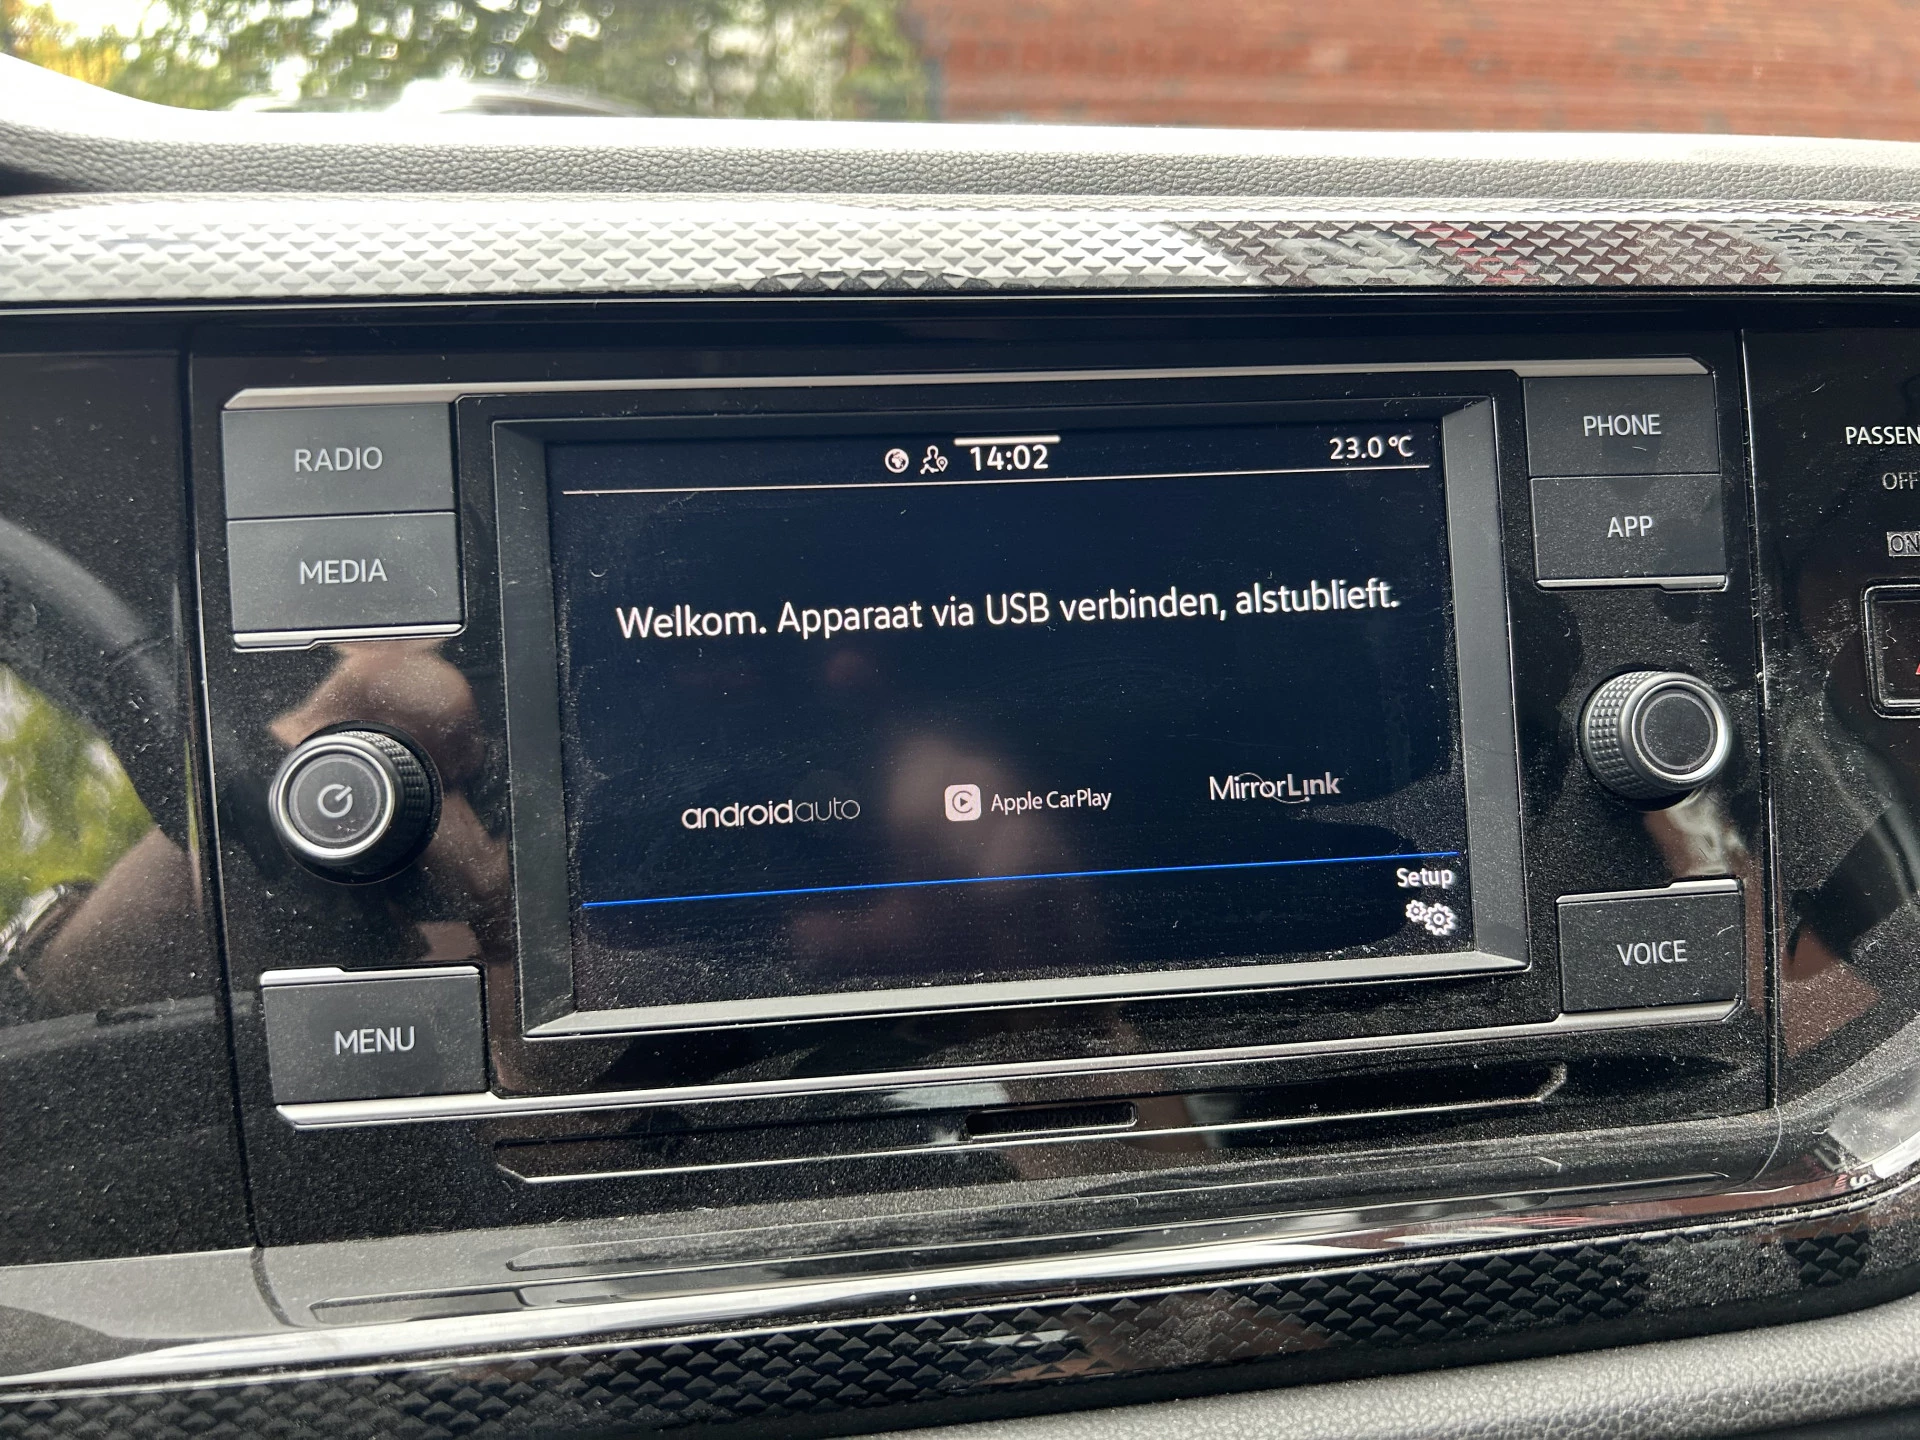 RADIO
MEDIA
MENU
14:02
23.0 °C
Welkom. Apparaat via USB verbinden, alstublieft.
androidauto
Apple CarPlay
MirrorLink
Setup
PHONE
APP
VOICE
PASSEN
OFF
ON